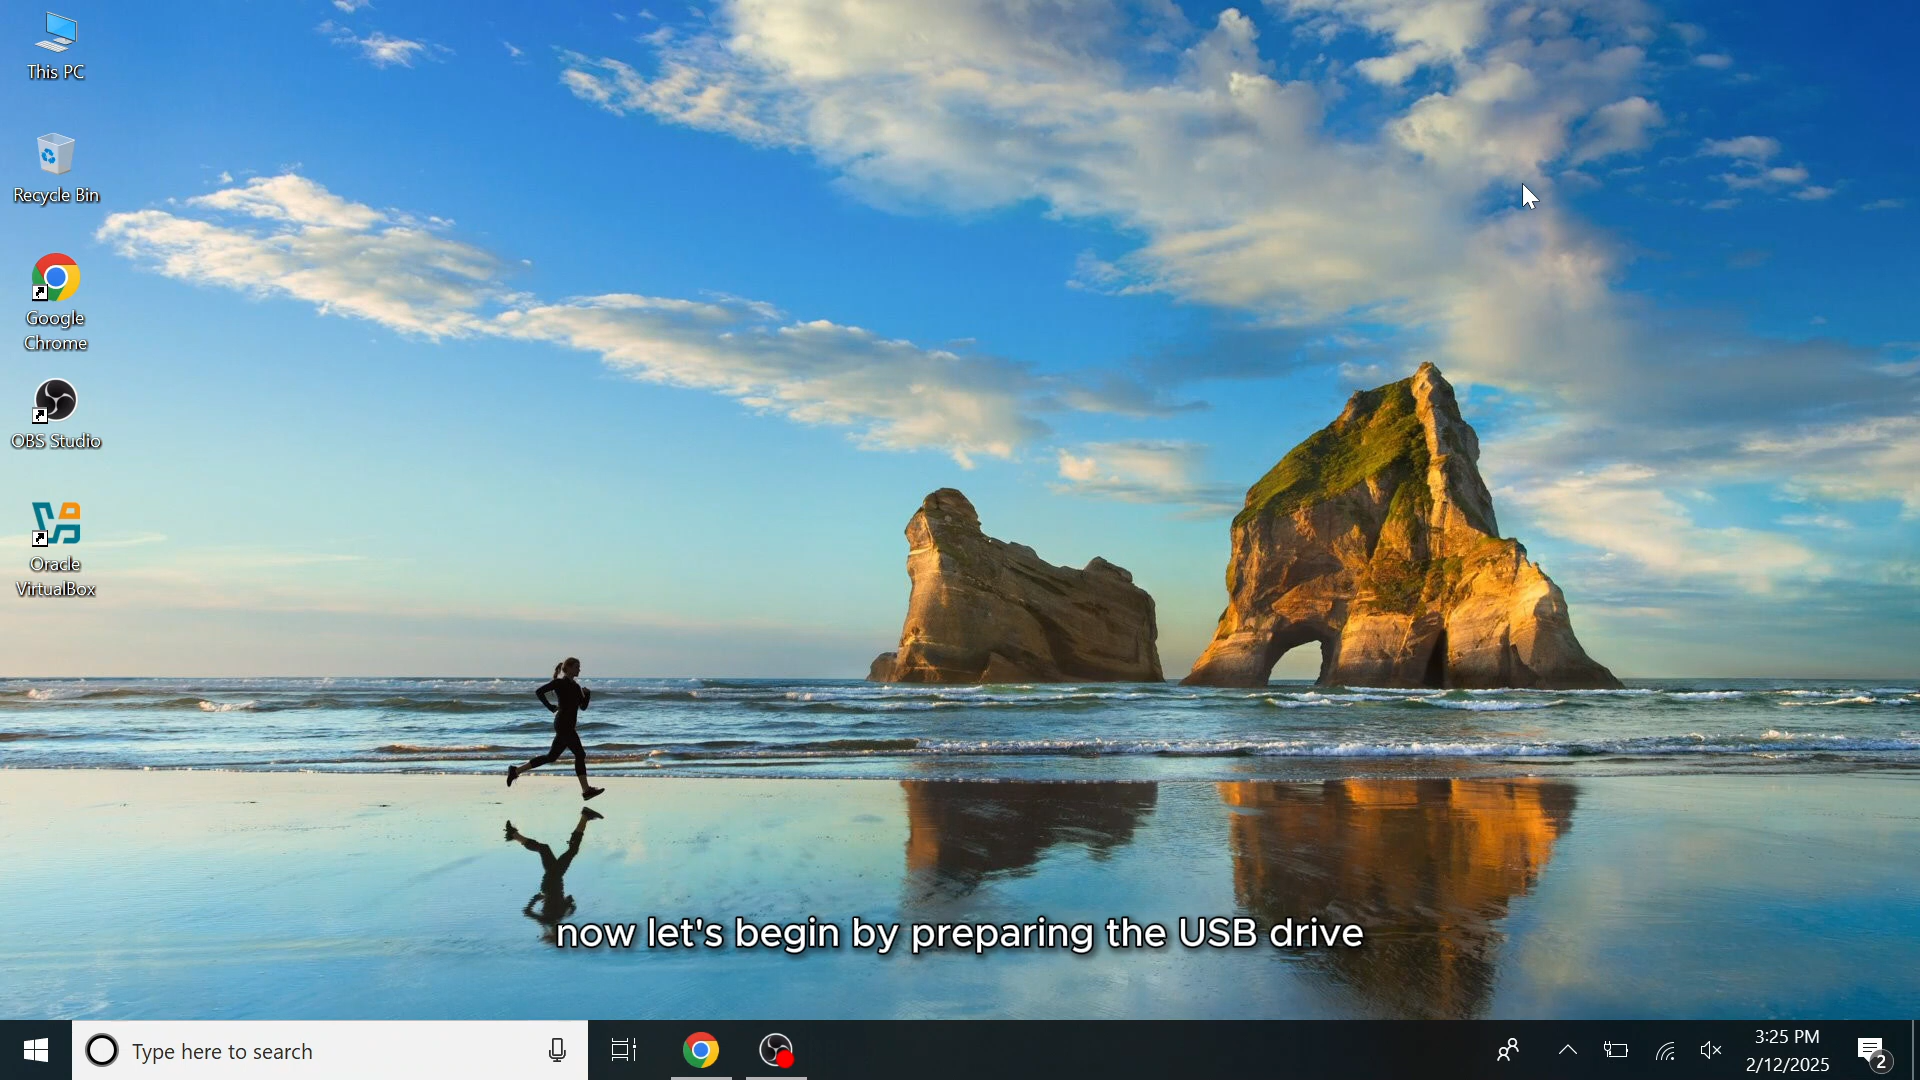 This PC
Recycle Bin
Google
Chrome
OBS Studio
Oracle
VirtualBox
now let's begin by preparing the USB drive
Type here to search
3:25 PM
2/12/2025
2